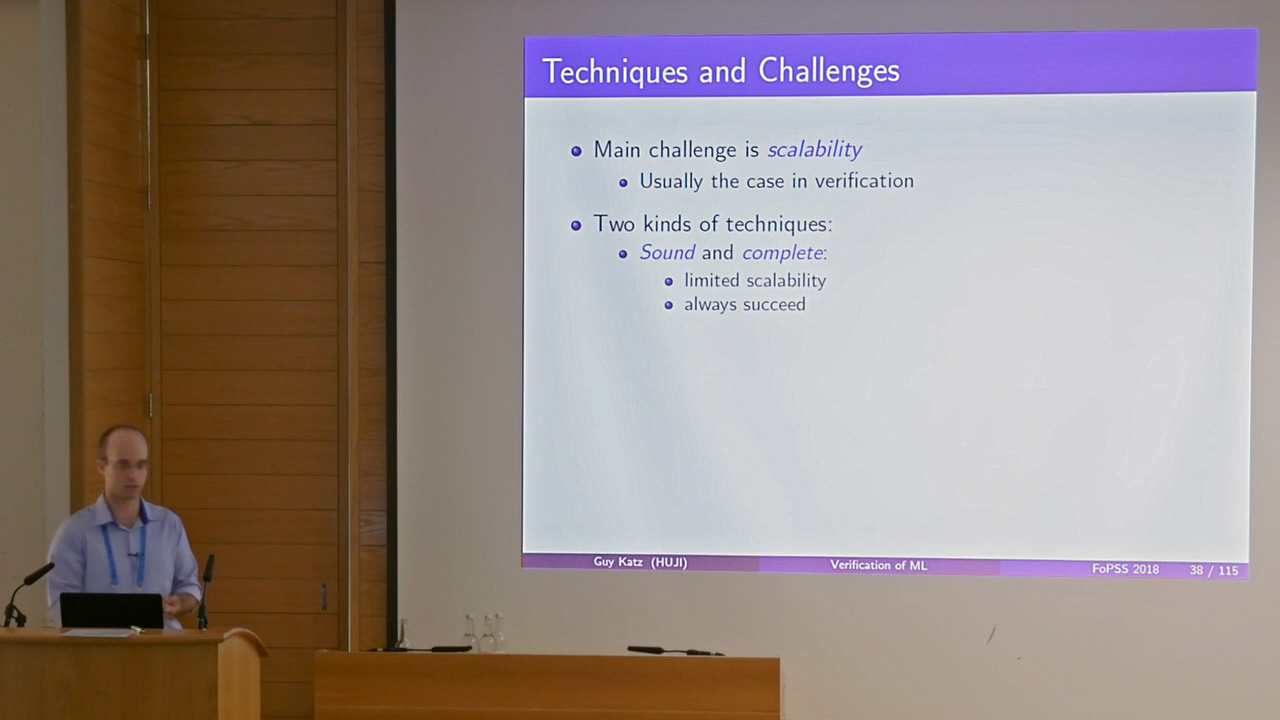 Techniques and Challenges
Main challenge is scalability
Usually the case in verification
Two kinds of techniques:
Sound and complete:
limited scalability
always succeed
Guy Katz (HUJI) Verification of ML FoPSS 2018 38 / 115